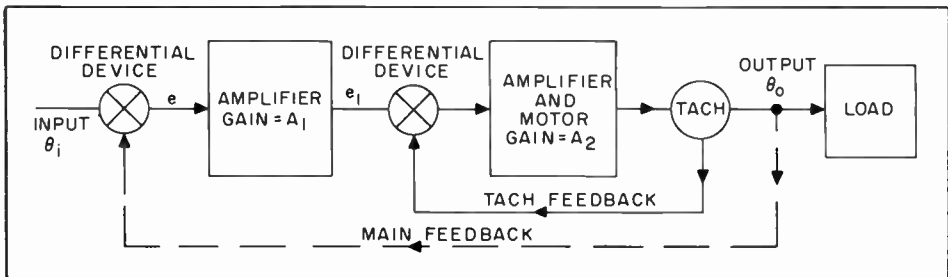 DIFFERENTIAL
DEVICE
INPUT
θi
e
AMPLIFIER
GAIN=A1
e1
DIFFERENTIAL
DEVICE
AMPLIFIER
AND
MOTOR
GAIN=A2
TACH
OUTPUT
θo
LOAD
TACH FEEDBACK
MAIN FEEDBACK